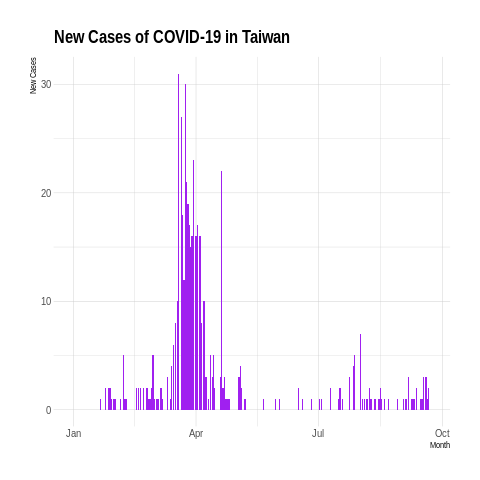 New Cases of COVID-19 in Taiwan
New Cases
30
20
10
0
Jan Apr Jul Oct
Month